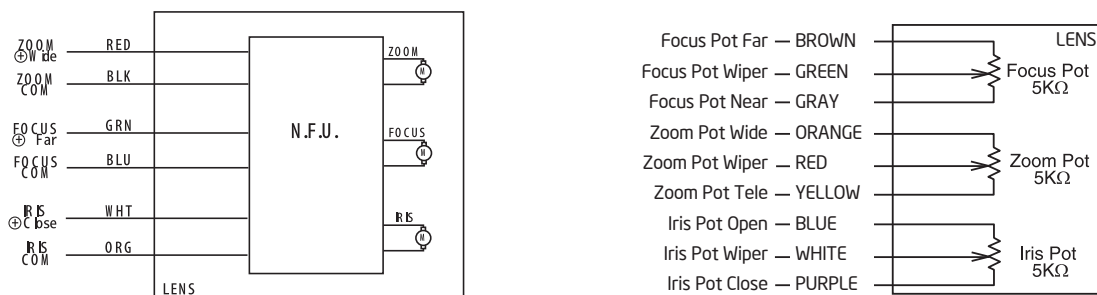 ZOOM
⊕Wide
RED
ZOOM
COM
BLK
FOCUS
⊕ Far
GRN
FOCUS
COM
BLU
IRIS
⊕Close
WHT
IRIS
COM
ORG
N.F.U.
ZOOM
M
FOCUS
M
IRIS
M
LENS
Focus Pot Far — BROWN
Focus Pot Wiper — GREEN
Focus Pot Near — GRAY
Zoom Pot Wide — ORANGE
Zoom Pot Wiper — RED
Zoom Pot Tele — YELLOW
Iris Pot Open — BLUE
Iris Pot Wiper — WHITE
Iris Pot Close — PURPLE
LENS
Focus Pot
5KΩ
Zoom Pot
5KΩ
Iris Pot
5KΩ